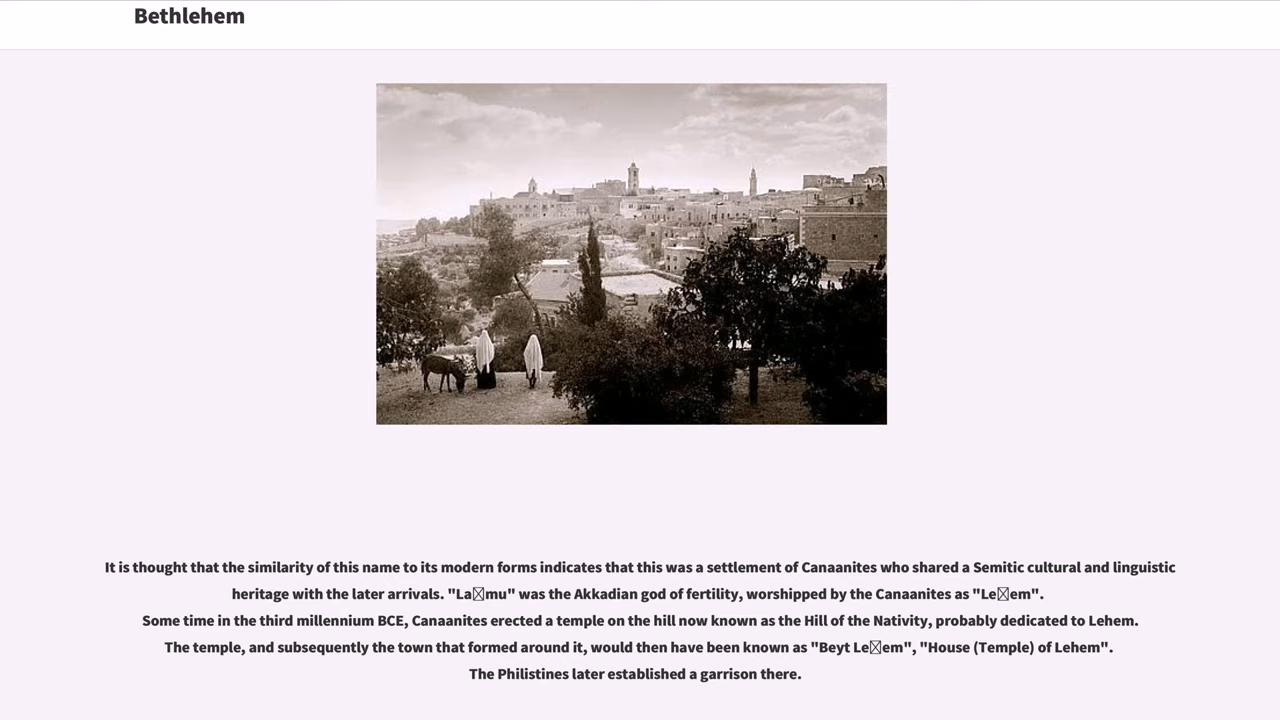 Bethlehem
It is thought that the similarity of this name to its modern forms indicates that this was a settlement of Canaanites who shared a Semitic cultural and linguistic
heritage with the later arrivals. "La□mu" was the Akkadian god of fertility, worshipped by the Canaanites as "Le□em".
Some time in the third millennium BCE, Canaanites erected a temple on the hill now known as the Hill of the Nativity, probably dedicated to Lehem.
The temple, and subsequently the town that formed around it, would then have been known as "Beyt Le□em", "House (Temple) of Lehem".
The Philistines later established a garrison there.